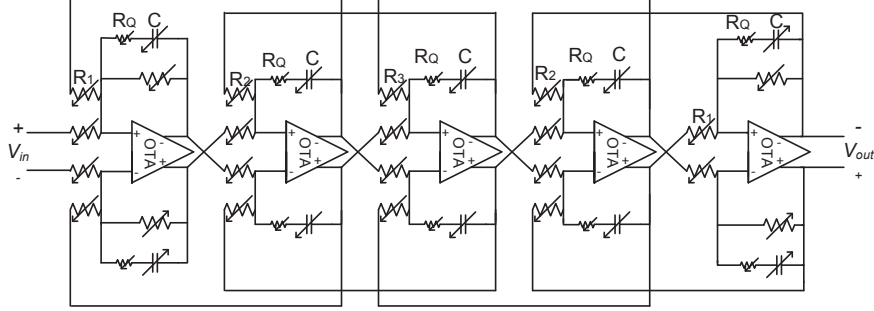 RQ C
R1
+
Vin
-
+ -
OTA
- +
R2
RQ C
+ -
OTA
- +
R3
RQ C
+ -
OTA
- +
R2
RQ C
+ -
OTA
- +
RQ C
R1
+ -
OTA
- +
-
Vout
+